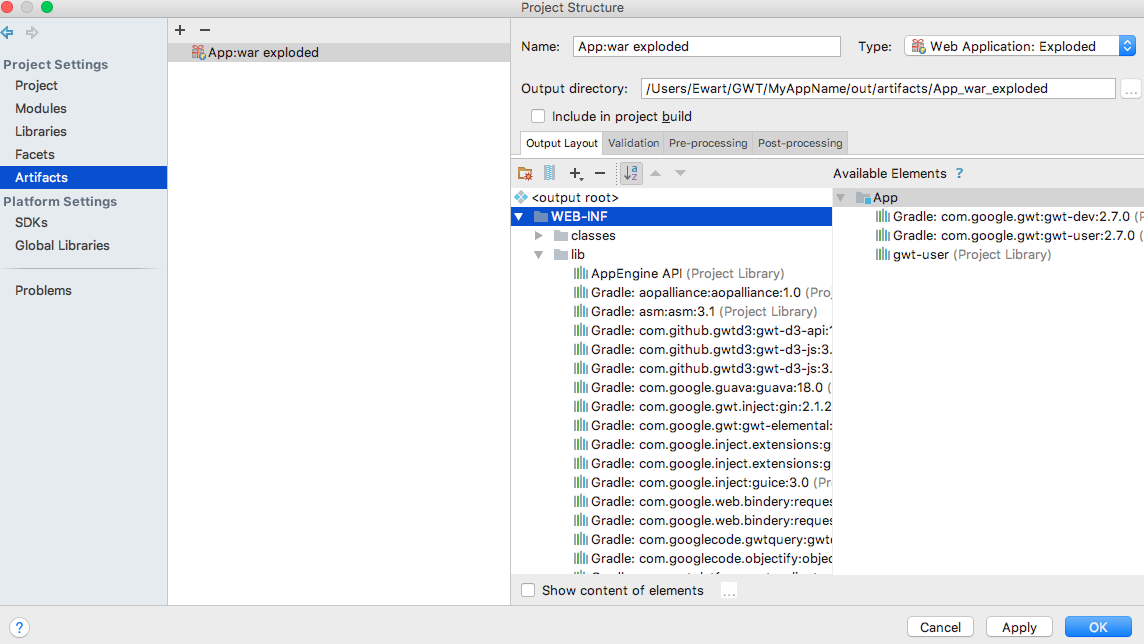 Project Structure
Project Settings
Project
Modules
Libraries
Facets
Artifacts
Platform Settings
SDKs
Global Libraries
Problems
App:war exploded
Name: App:war exploded Type: Web Application: Exploded
Output directory: /Users/Ewart/GWT/MyAppName/out/artifacts/App_war_exploded ...
Include in project build
Output Layout Validation Pre-processing Post-processing
a z
<output root>
WEB-INF
classes
lib
AppEngine API (Project Library)
Gradle: aopalliance:aopalliance:1.0 (Proj
Gradle: asm:asm:3.1 (Project Library)
Gradle: com.github.gwtd3:gwt-d3-api:1
Gradle: com.github.gwtd3:gwt-d3-js:3.
Gradle: com.github.gwtd3:gwt-d3-js:3.
Gradle: com.google.guava:guava:18.0 (
Gradle: com.google.gwt.inject:gin:2.1.2
Gradle: com.google.gwt:gwt-elemental:
Gradle: com.google.inject.extensions:g
Gradle: com.google.inject.extensions:g
Gradle: com.google.inject:guice:3.0 (Pr
Gradle: com.google.web.bindery:reques
Gradle: com.google.web.bindery:reques
Gradle: com.googlecode.gwtquery:gwtq
Gradle: com.googlecode.objectify:objec
Available Elements ?
App
Gradle: com.google.gwt:gwt-dev:2.7.0 (P
Gradle: com.google.gwt:gwt-user:2.7.0 (
gwt-user (Project Library)
Show content of elements ...
? Cancel Apply OK